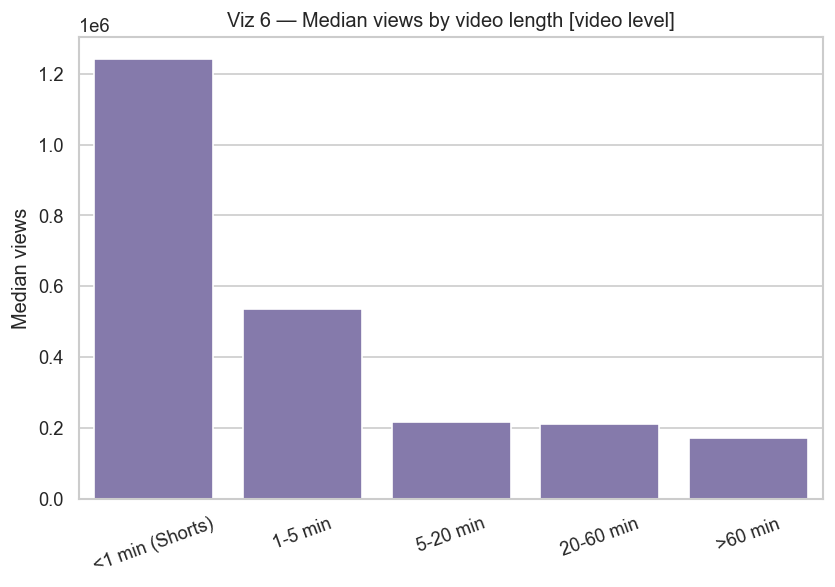 Viz 6 — Median views by video length [video level]
1e6
1.2
1.0
0.8
0.6
0.4
0.2
0.0
Median views
<1 min (Shorts)
1-5 min
5-20 min
20-60 min
>60 min